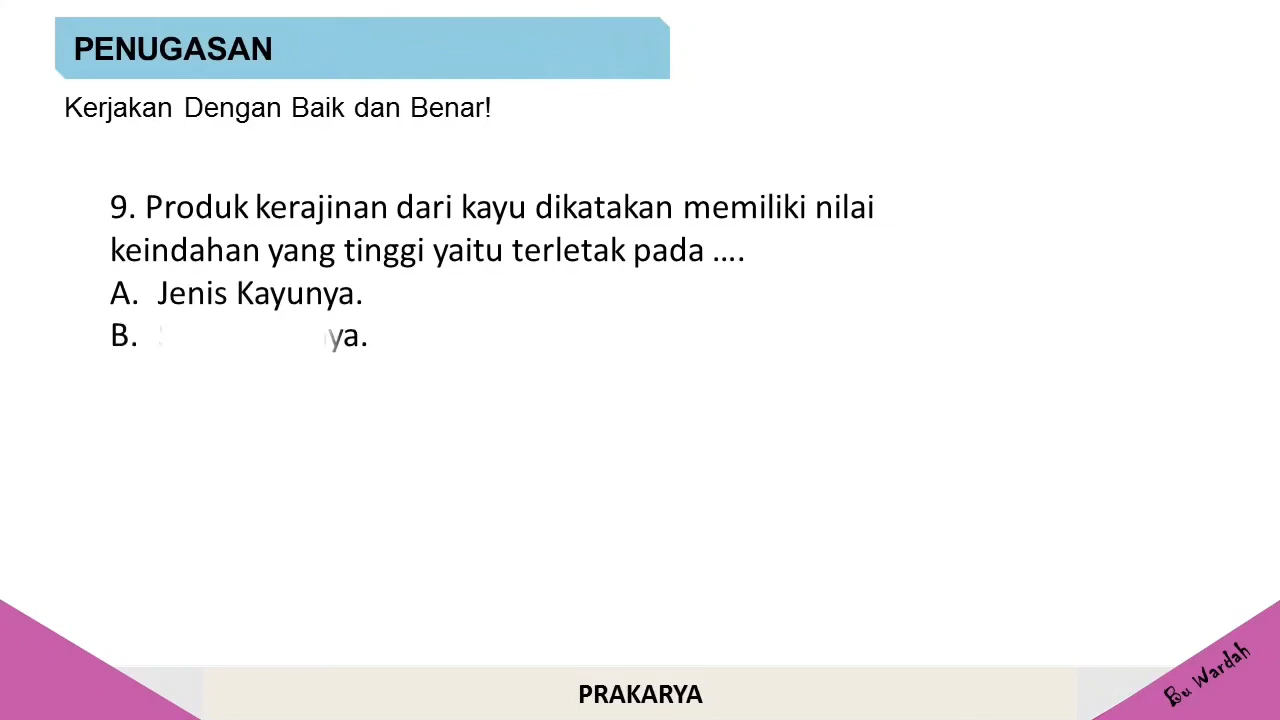 PENUGASAN
Kerjakan Dengan Baik dan Benar!
9. Produk kerajinan dari kayu dikatakan memiliki nilai
keindahan yang tinggi yaitu terletak pada ....
A. Jenis Kayunya.
B.
PRAKARYA
Bu Wardah